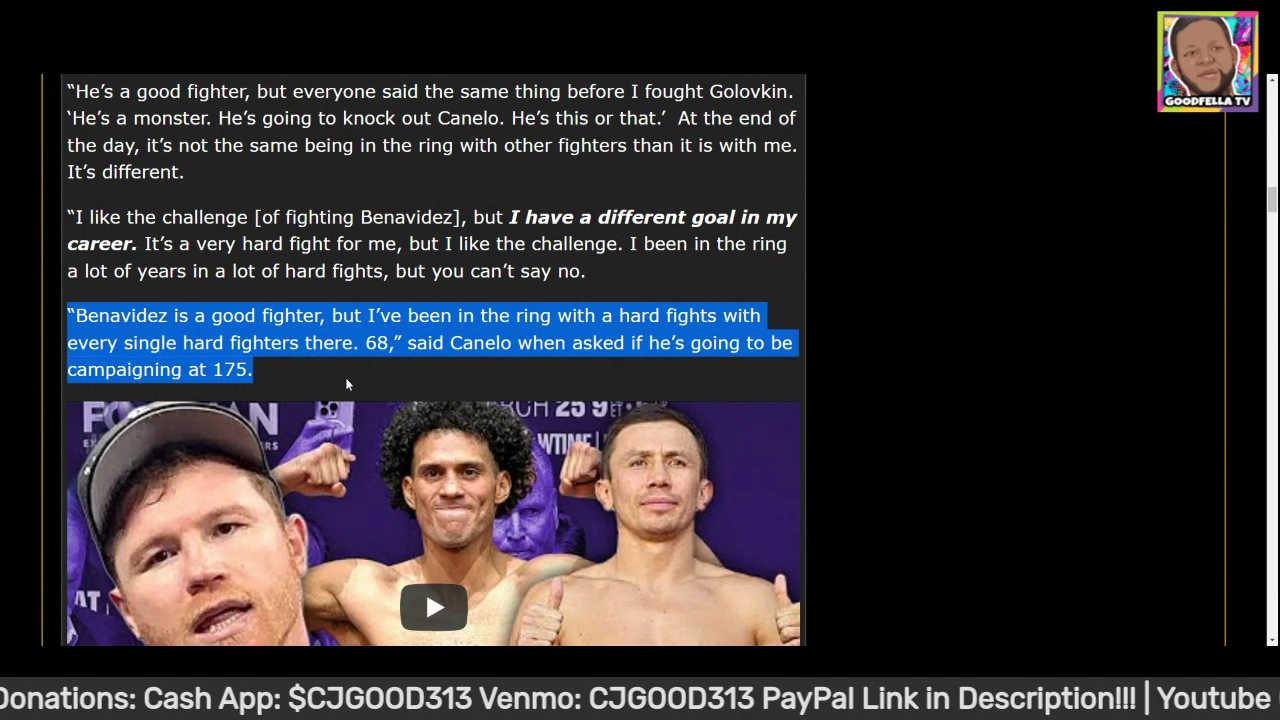 GOODFELLA TV
“He’s a good fighter, but everyone said the same thing before I fought Golovkin.
‘He’s a monster. He’s going to knock out Canelo. He’s this or that.’ At the end of
the day, it’s not the same being in the ring with other fighters than it is with me.
It’s different.
“I like the challenge [of fighting Benavidez], but I have a different goal in my
career. It’s a very hard fight for me, but I like the challenge. I been in the ring
a lot of years in a lot of hard fights, but you can’t say no.
“Benavidez is a good fighter, but I’ve been in the ring with a hard fights with
every single hard fighters there. 68,” said Canelo when asked if he’s going to be
campaigning at 175.
25 9
Donations: Cash App: $CJGOOD313 Venmo: CJGOOD313 PayPal Link in Description!!! | Youtube